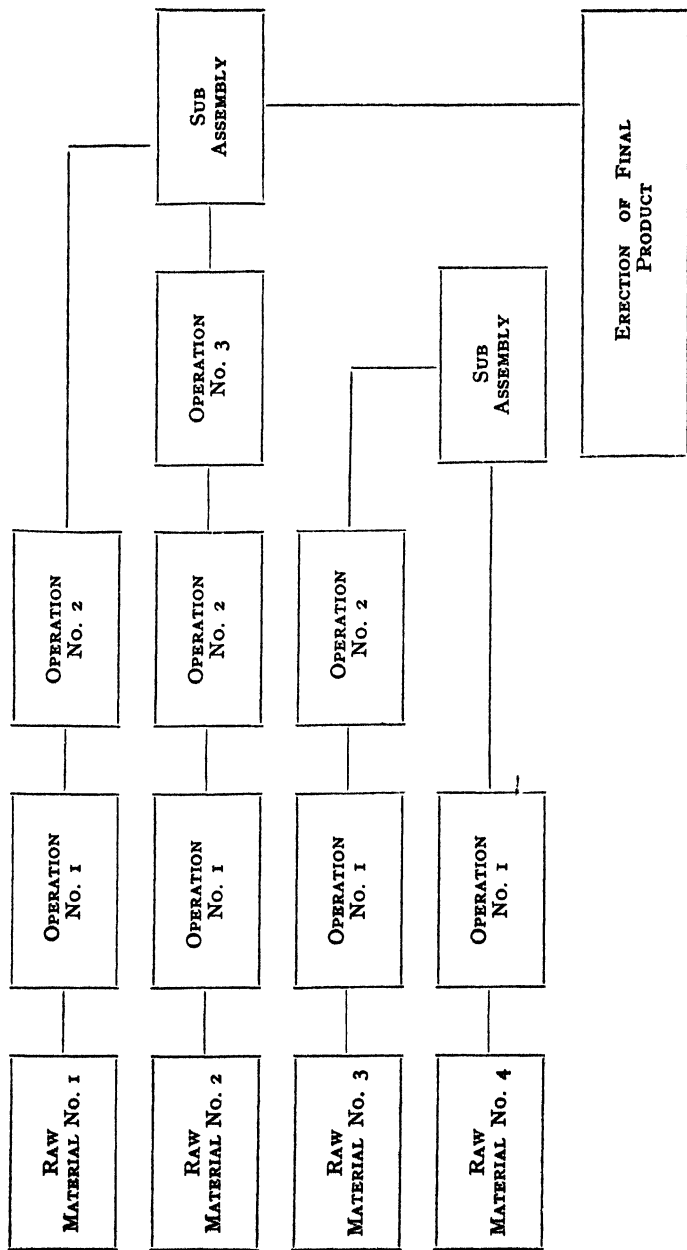 RAW
MATERIAL No. 1
OPERATION
No. 1
OPERATION
No. 2
RAW
MATERIAL No. 2
OPERATION
No. 1
OPERATION
No. 2
OPERATION
No. 3
SUB
ASSEMBLY
RAW
MATERIAL No. 3
OPERATION
No. 1
OPERATION
No. 2
RAW
MATERIAL No. 4
OPERATION
No. 1
SUB
ASSEMBLY
ERECTION OF FINAL
PRODUCT